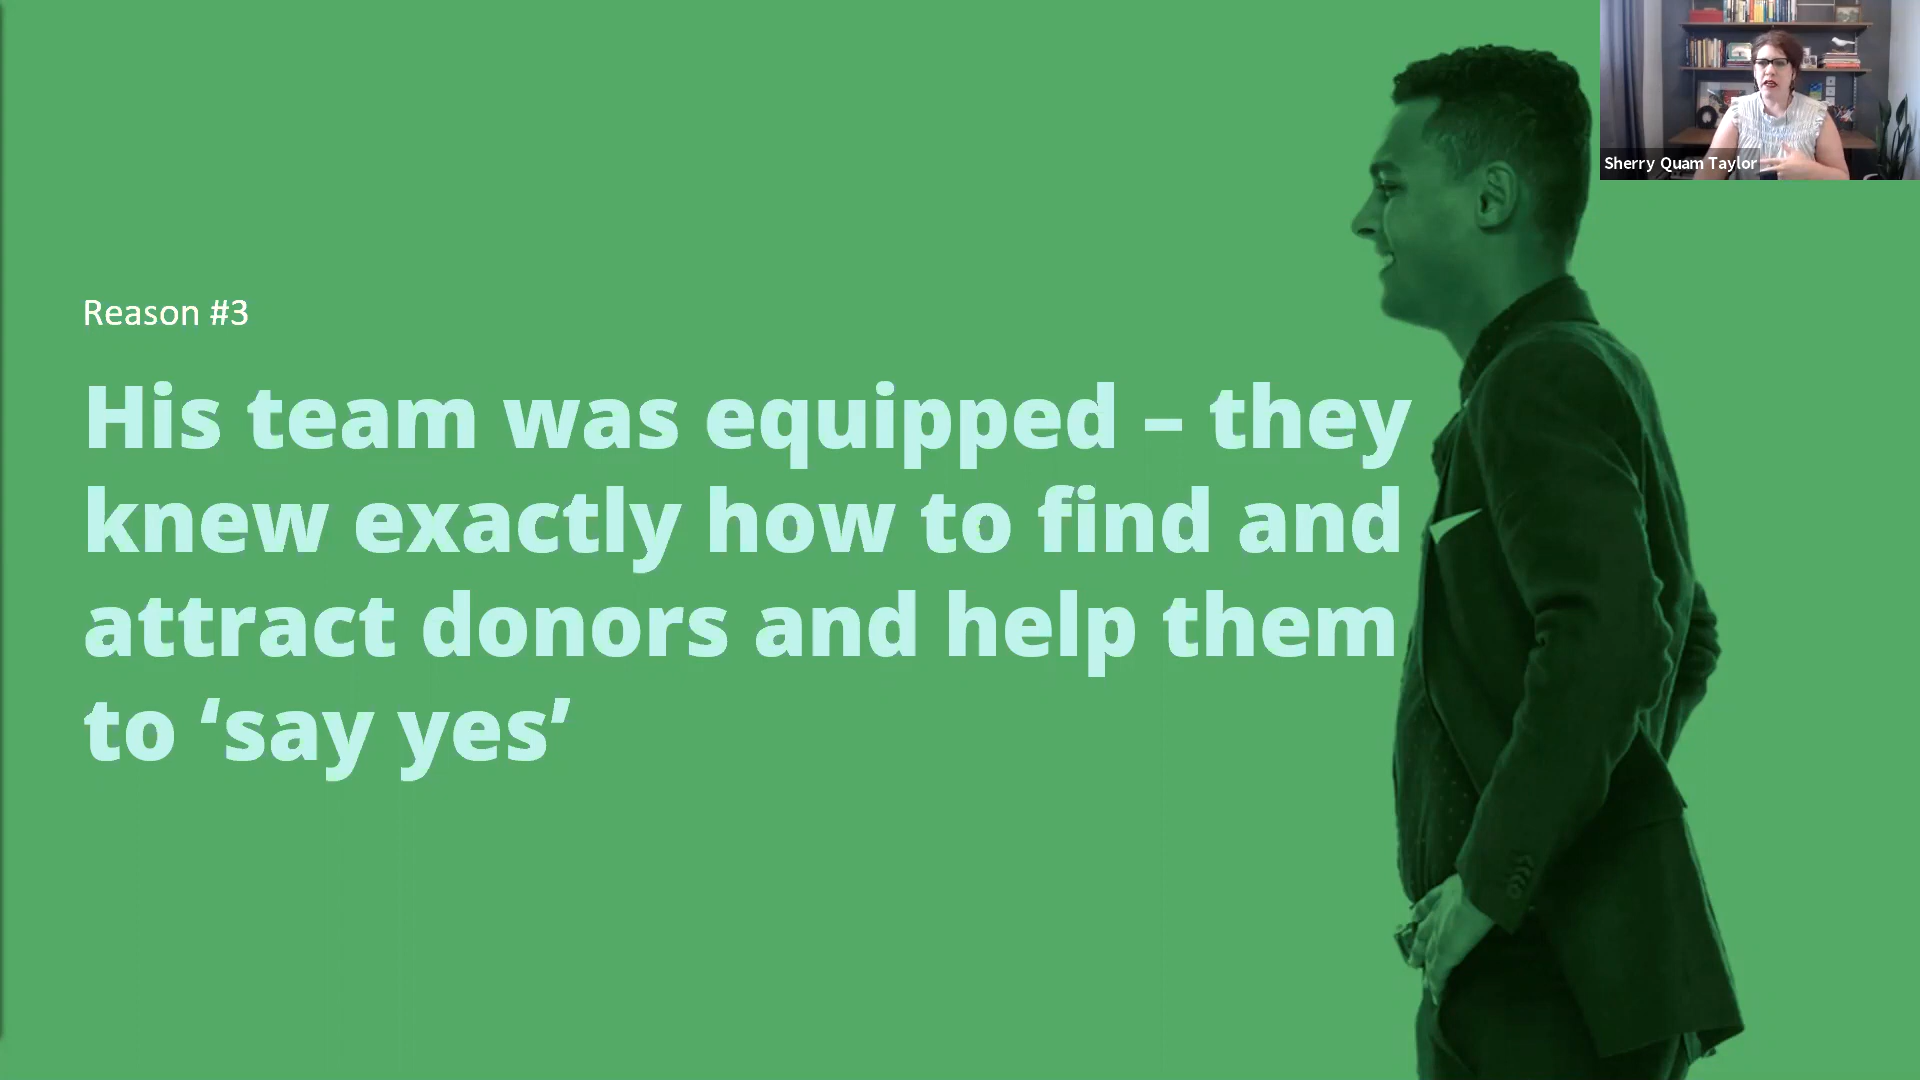 Sherry Quam Taylor
Reason #3
His team was equipped – they
knew exactly how to find and
attract donors and help them
to ‘say yes’